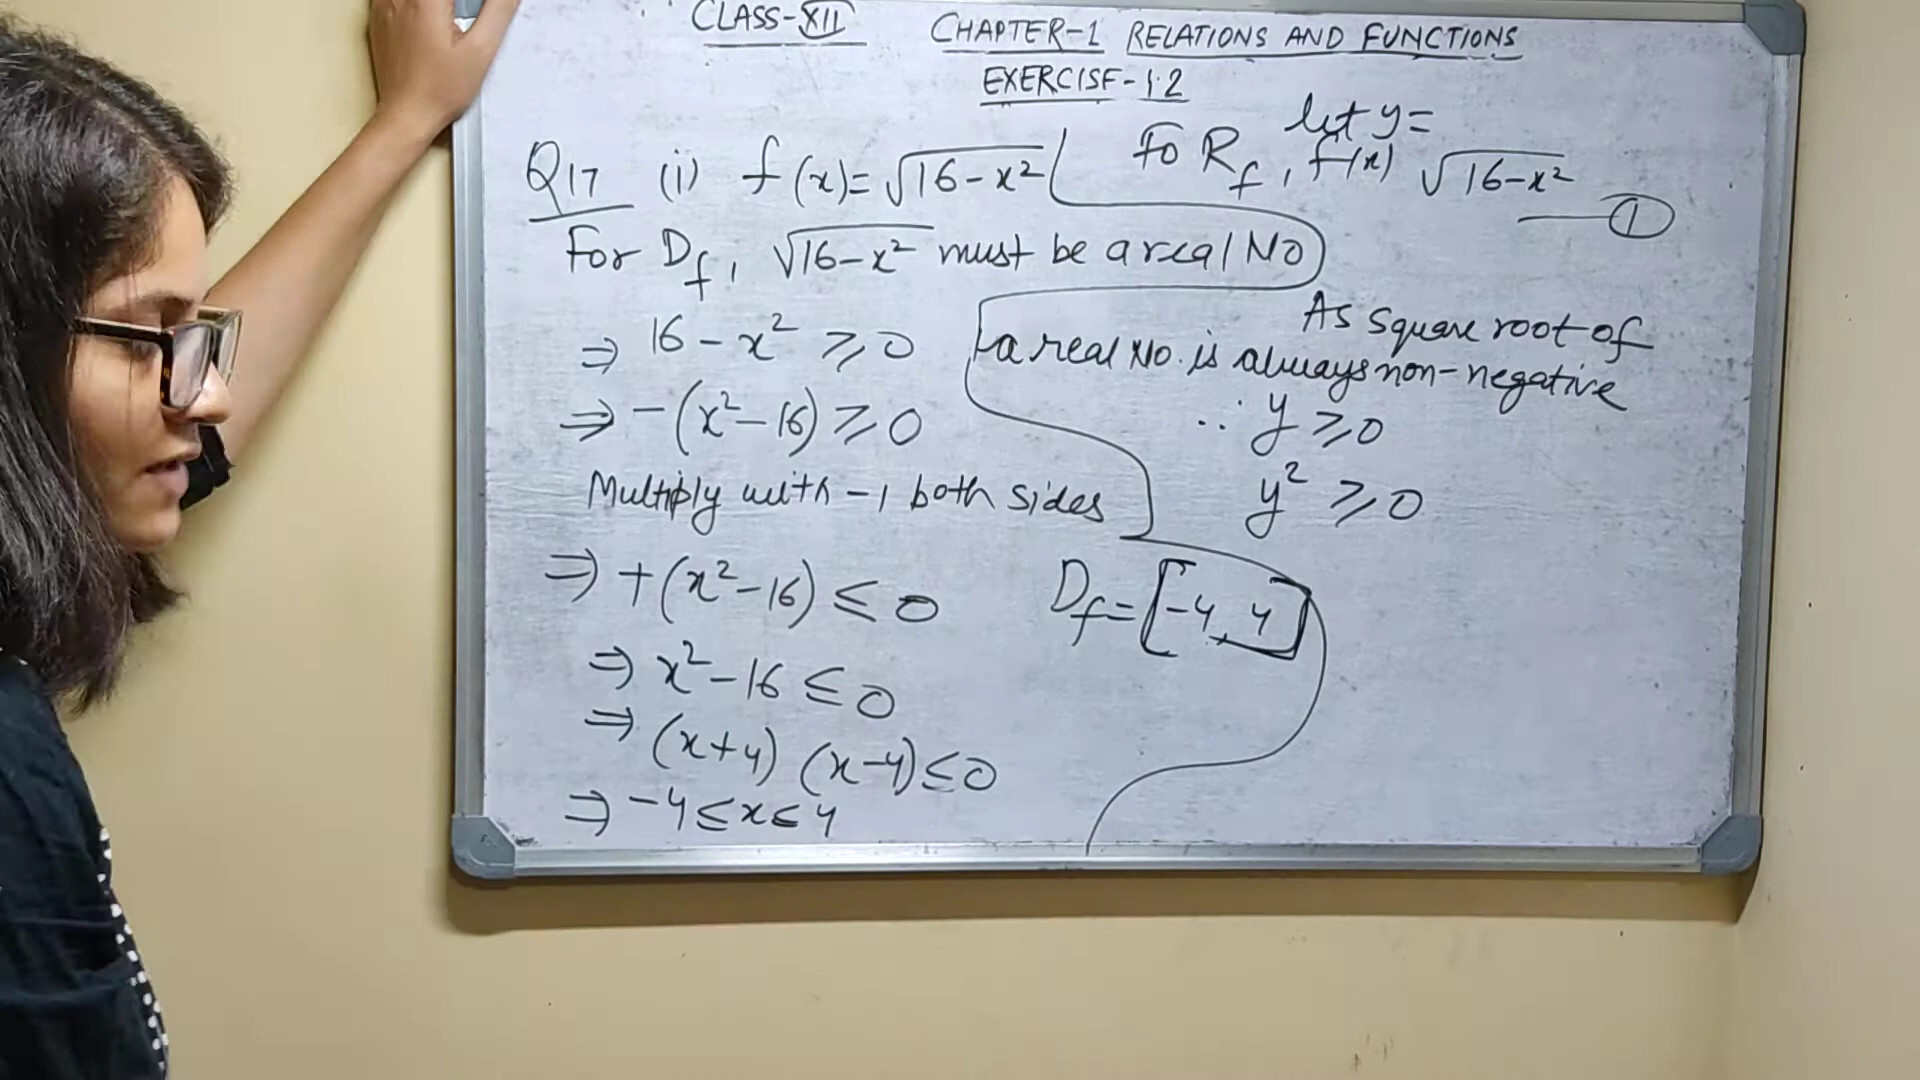 CLASS-XII CHAPTER-1 RELATIONS AND FUNCTIONS
EXERCISE-1.2
Q17 (i) f(x)=√16-x²
For Df, √16-x² must be a real NO
⇒ 16-x² ≥ 0
⇒ -(x²-16) ≥ 0
Multiply with -1 both sides
⇒ +(x²-16) ≤ 0
⇒ x²-16 ≤ 0
⇒ (x+4) (x-4) ≤ 0
⇒ -4 ≤ x ≤ 4
Df = [-4, 4]
let y =
Fo Rf, f(x) √16-x²
①
As square root of
a real No. is always non-negative
∴ y ≥ 0
y² ≥ 0